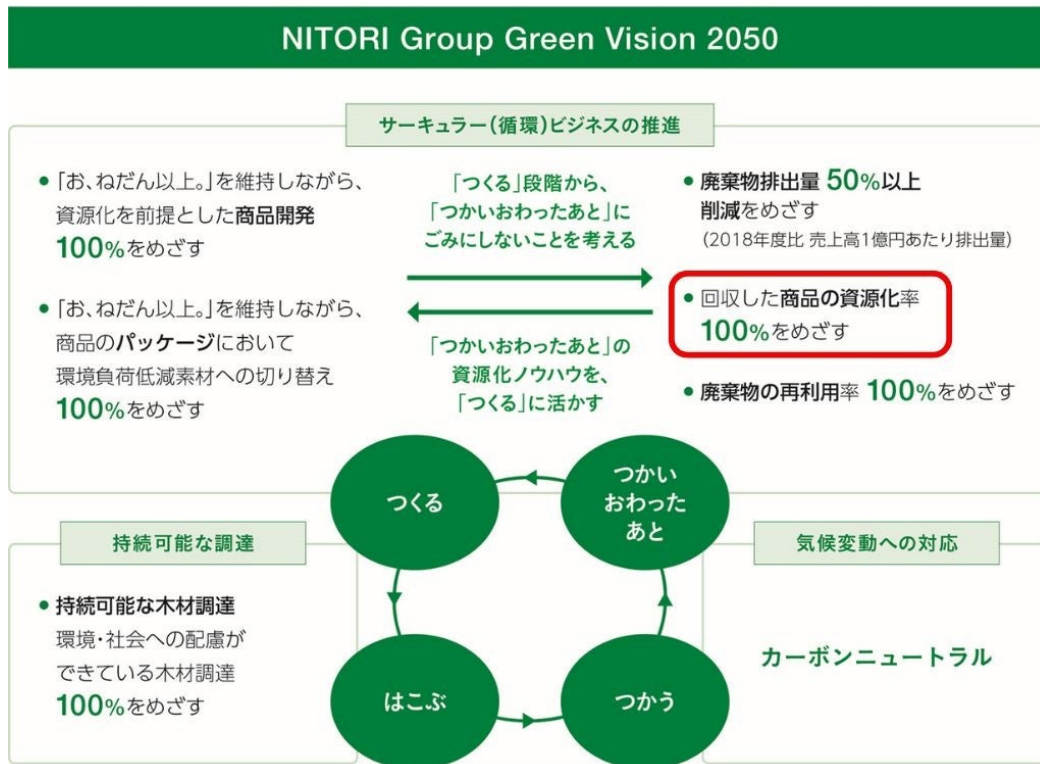 NITORI Group Green Vision 2050
サーキュラー(循環)ビジネスの推進
●「お、ねだん以上。」を維持しながら、
資源化を前提とした商品開発
100%をめざす
●「お、ねだん以上。」を維持しながら、
商品のパッケージにおいて
環境負荷低減素材への切り替え
100%をめざす
「つくる」段階から、
「つかいおわったあと」に
ごみにしないことを考える
「つかいおわったあと」の
資源化ノウハウを、
「つくる」に活かす
●廃棄物排出量 50%以上
削減をめざす
(2018年度比 売上高1億円あたり排出量)
●回収した商品の資源化率
100%をめざす
●廃棄物の再利用率 100%をめざす
つくる
つかい
おわった
あと
はこぶ
つかう
持続可能な調達
●持続可能な木材調達
環境・社会への配慮が
できている木材調達
100%をめざす
気候変動への対応
カーボンニュートラル